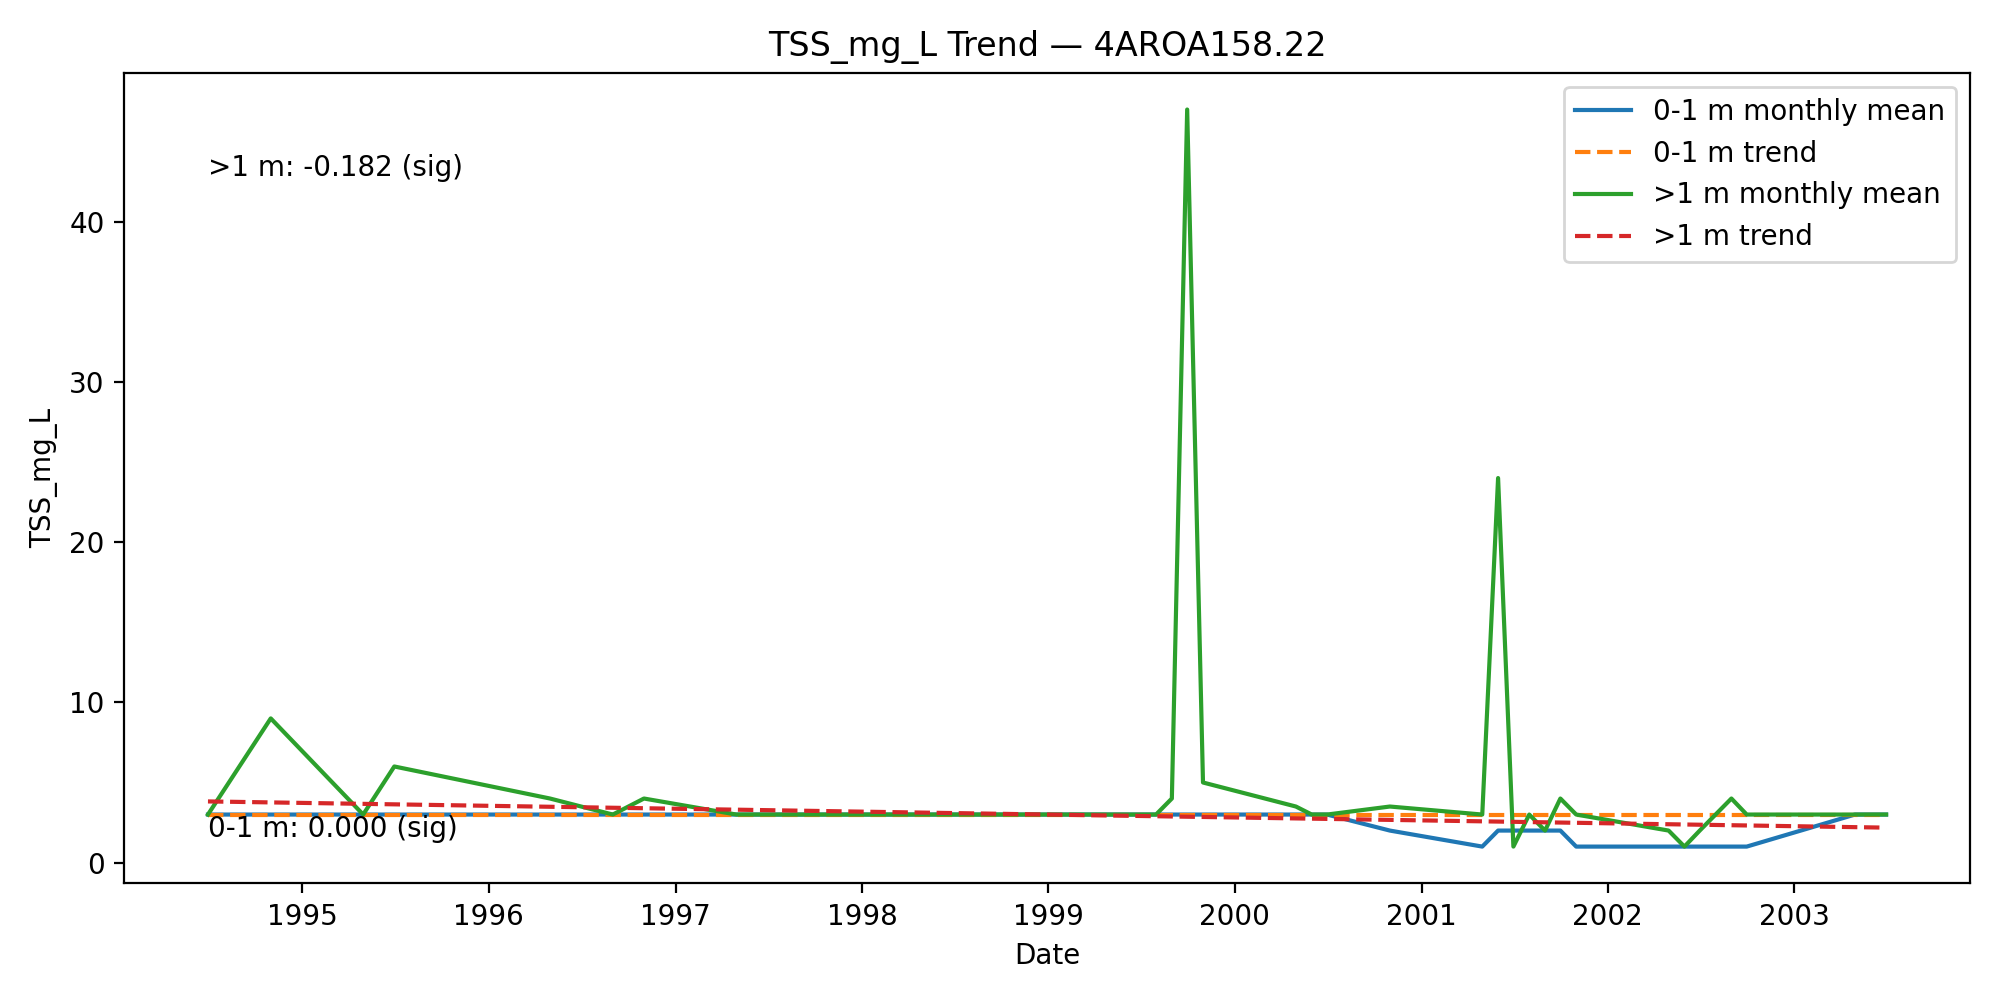 TSS_mg_L Trend — 4AROA158.22
0-1 m monthly mean
0-1 m trend
>1 m monthly mean
>1 m trend
>1 m: -0.182 (sig)
0-1 m: 0.000 (sig)
TSS_mg_L
40
30
20
10
0
1995
1996
1997
1998
1999
2000
2001
2002
2003
Date